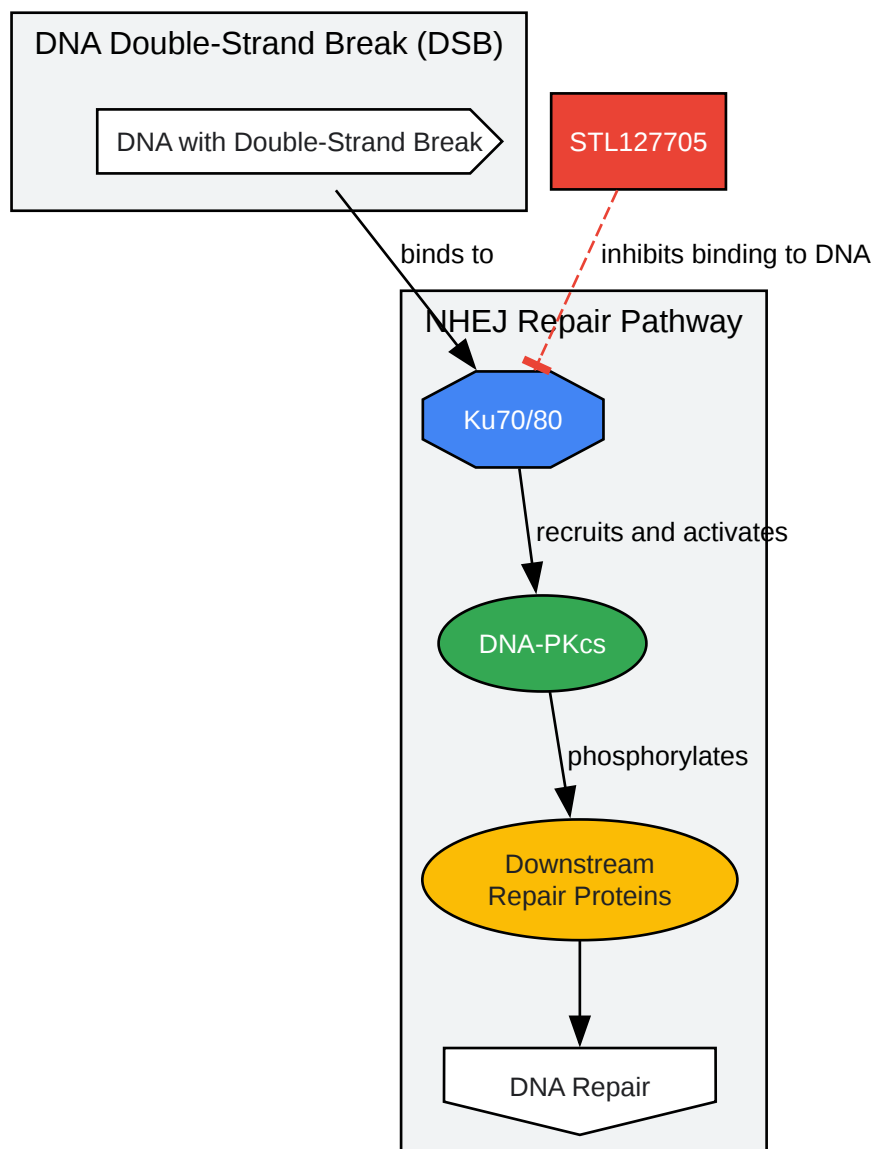 DNA Double-Strand Break (DSB)
DNA with Double-Strand Break
STL127705
binds to
inhibits binding to DNA
NHEJ Repair Pathway
Ku70/80
recruits and activates
DNA-PKcs
phosphorylates
Downstream
Repair Proteins
DNA Repair